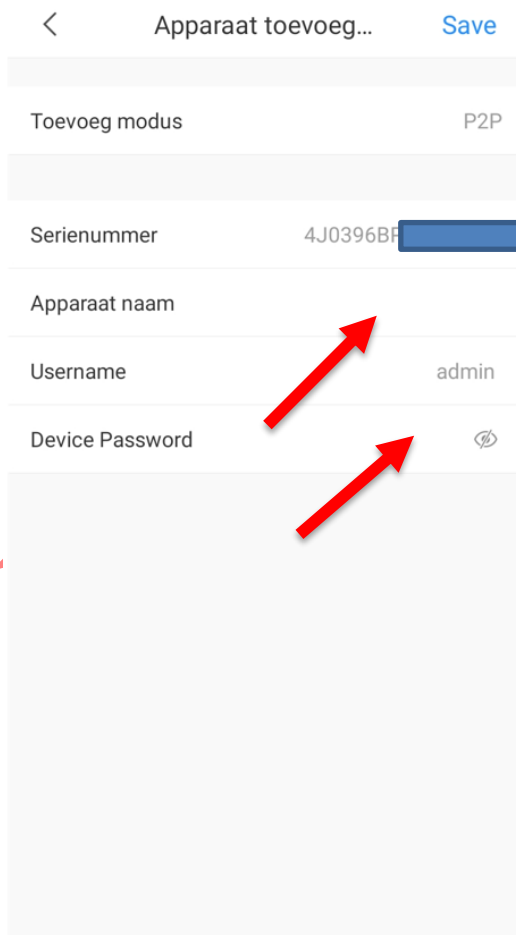 Apparaat toevoeg... Save
Toevoeg modus P2P
Serienummer 4J0396BF
Apparaat naam
Username admin
Device Password